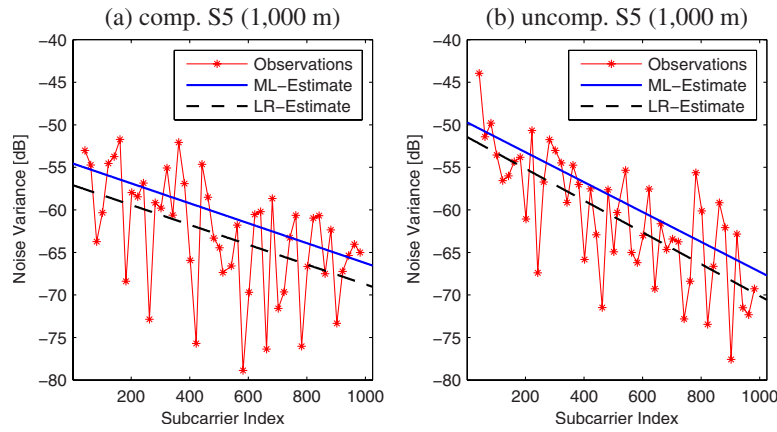 (a) comp. S5 (1,000 m)
−40
−45
−50
−55
−60
−65
−70
−75
−80
Noise Variance [dB]
Observations
ML−Estimate
LR−Estimate
200
400
600
800
1000
Subcarrier Index
(b) uncomp. S5 (1,000 m)
−40
−45
−50
−55
−60
−65
−70
−75
−80
Noise Variance [dB]
Observations
ML−Estimate
LR−Estimate
200
400
600
800
1000
Subcarrier Index